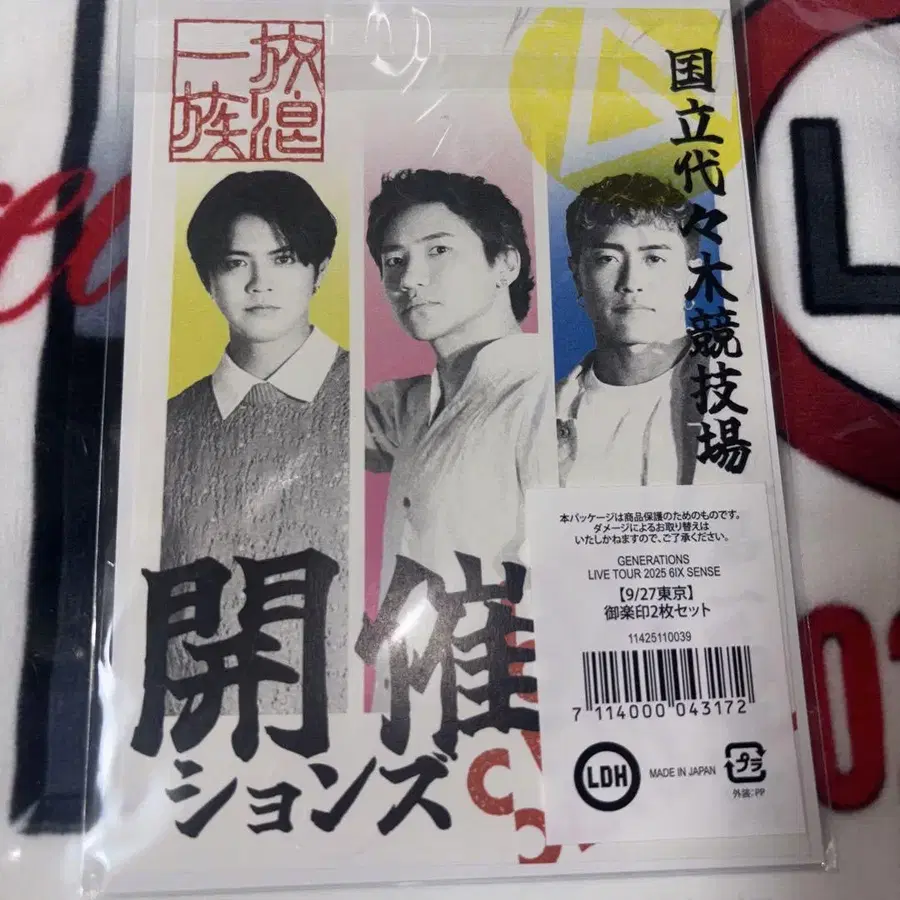 放浪
一族
国立代々木競技場
開催
ションズ
本パッケージは商品保護のためのものです。
ダメージによるお取り替えは
いたしかねますので、ご了承ください。
GENERATIONS
LIVE TOUR 2025 6IX SENSE
【9/27東京】
御楽印2枚セット
11425110039
7 114000 043172
LDH
MADE IN JAPAN
プラ
外装:PP